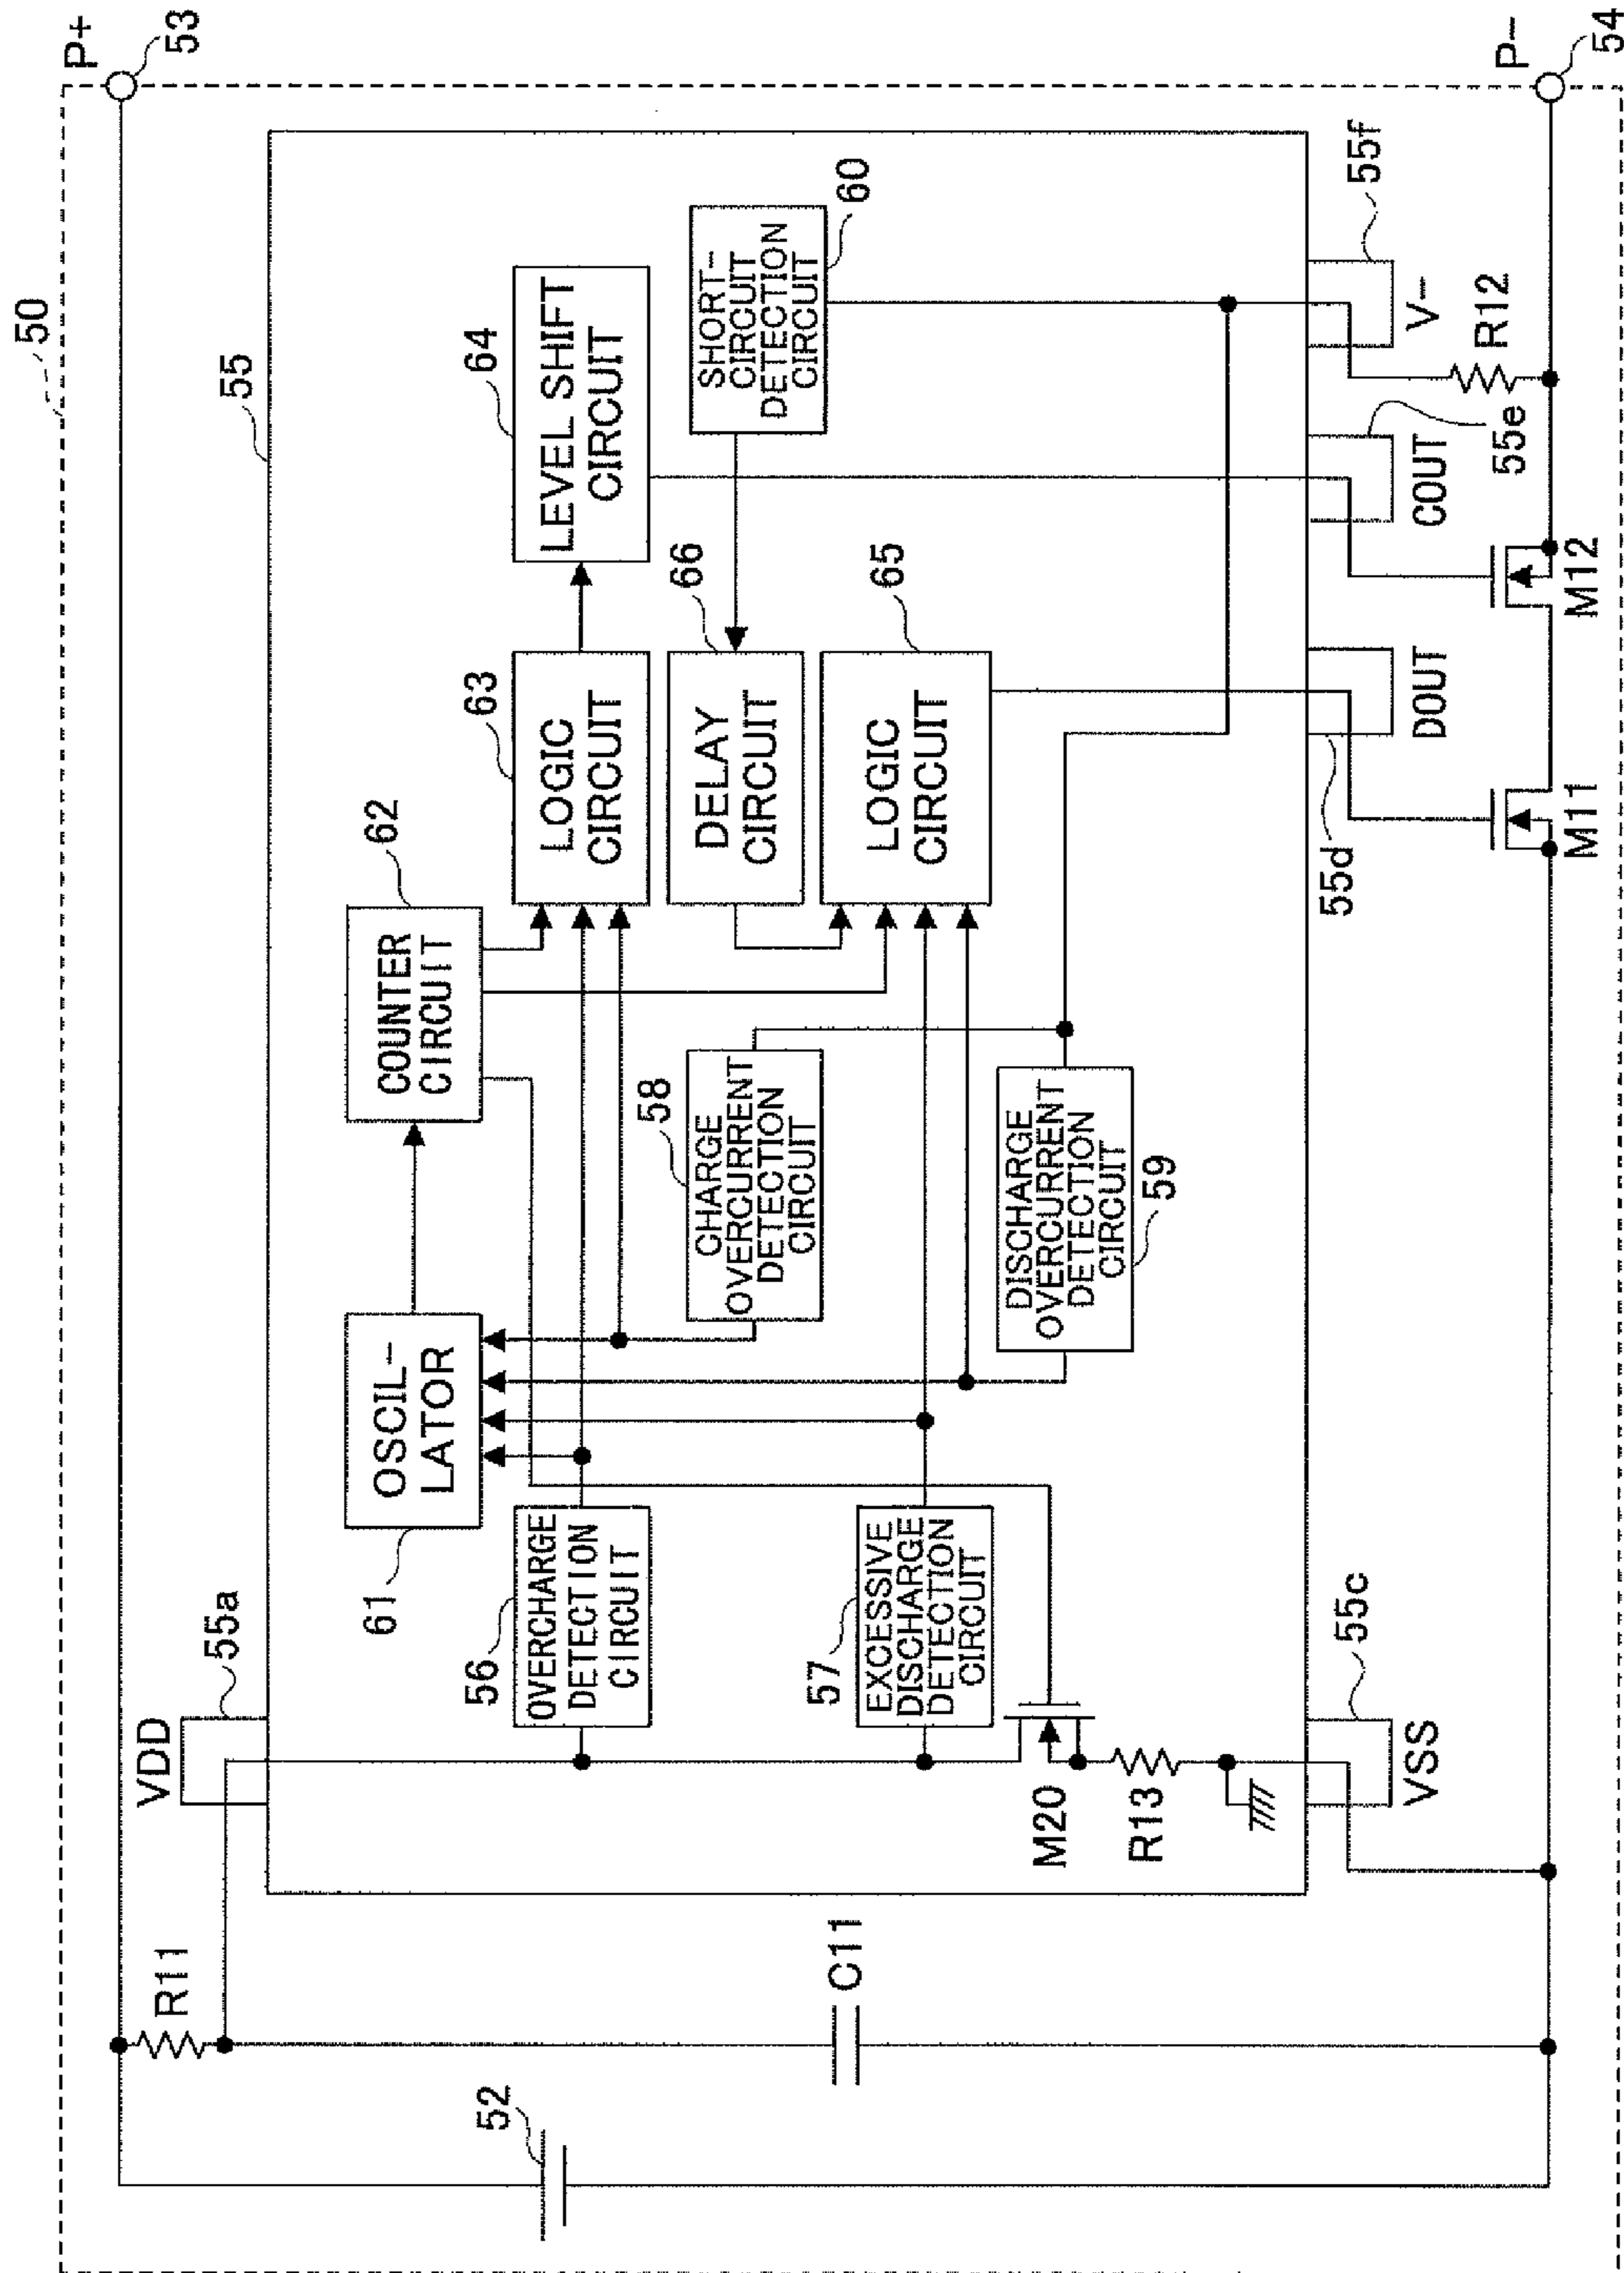 50
P+
53
R11
VDD
55a
55
52
61
OSCIL-
LATOR
62
COUNTER
CIRCUIT
56
OVERCHARGE
DETECTION
CIRCUIT
63
LOGIC
CIRCUIT
64
LEVEL SHIFT
CIRCUIT
58
CHARGE
OVERCURRENT
DETECTION
CIRCUIT
66
DELAY
CIRCUIT
SHORT-
CIRCUIT
DETECTION
CIRCUIT
60
C11
57
EXCESSIVE
DISCHARGE
DETECTION
CIRCUIT
65
LOGIC
CIRCUIT
DISCHARGE
OVERCURRENT
DETECTION
CIRCUIT
59
M20
R13
55c
VSS
55d
DOUT
COUT
55e
55f
V-
R12
M11
M12
P-
54